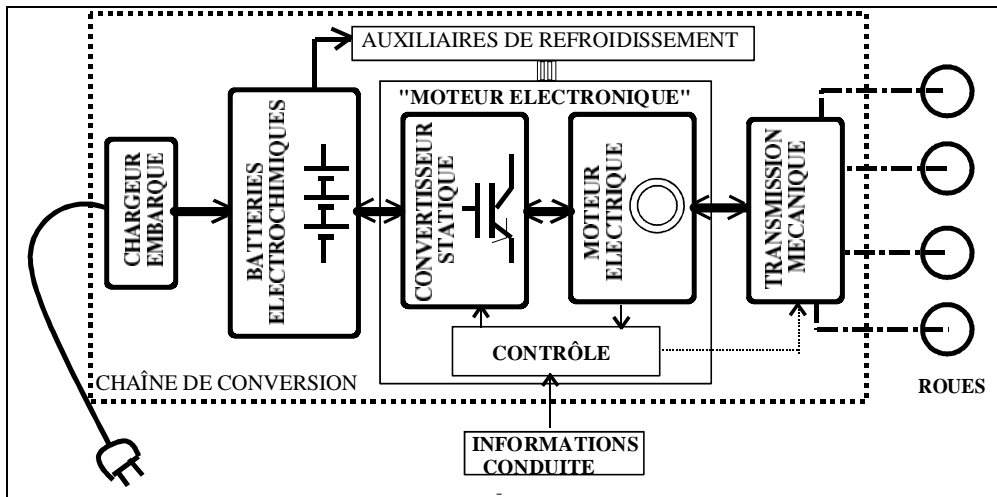 AUXILIAIRES DE REFROIDISSEMENT
"MOTEUR ELECTRONIQUE"
CHARGEUR
EMBARQUE
BATTERIES
ELECTROCHIMIQUES
CONVERTISSEUR
STATIQUE
MOTEUR
ELECTRIQUE
TRANSMISSION
MECANIQUE
CONTRÔLE
CHAÎNE DE CONVERSION
ROUES
INFORMATIONS
CONDUITE